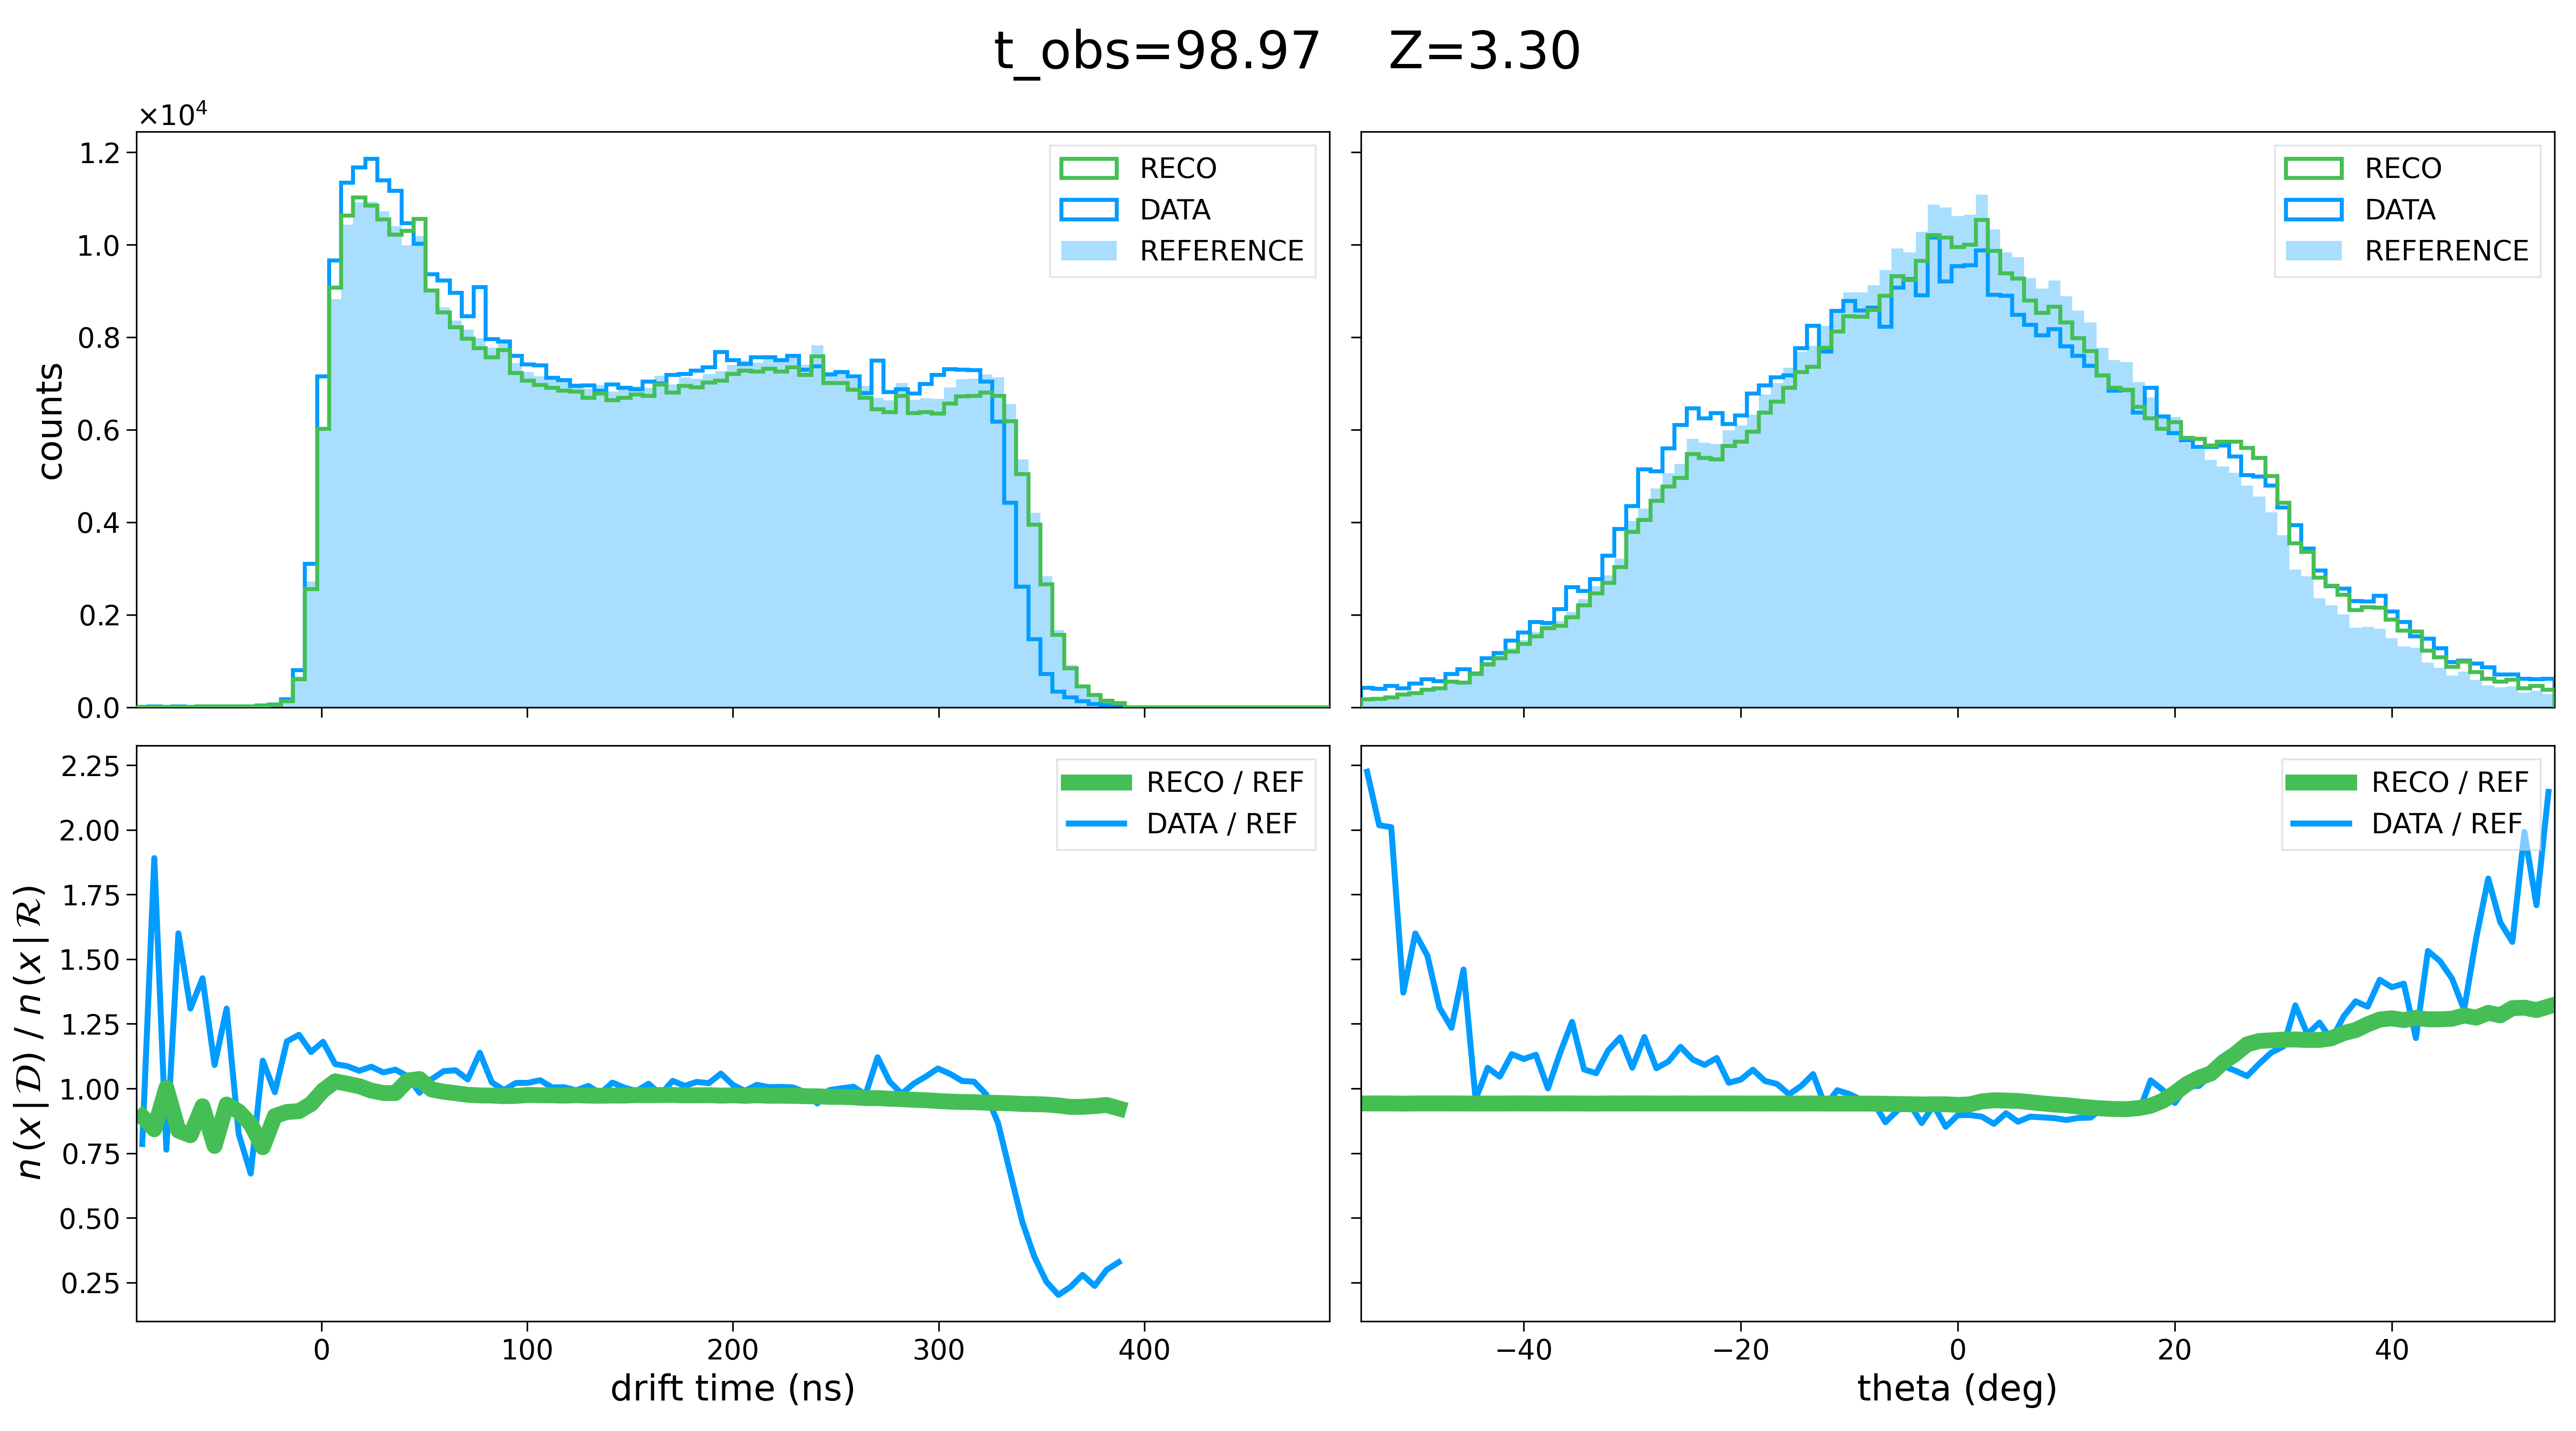 t_obs=98.97 Z=3.30
×10⁴
1.2
1.0
0.8
0.6
0.4
0.2
0.0
counts
RECO
DATA
REFERENCE
RECO
DATA
REFERENCE
2.25
2.00
1.75
1.50
1.25
1.00
0.75
0.50
0.25
n(x|𝒟) / n(x|ℛ)
RECO / REF
DATA / REF
RECO / REF
DATA / REF
0 100 200 300 400
drift time (ns)
−40 −20 0 20 40
theta (deg)